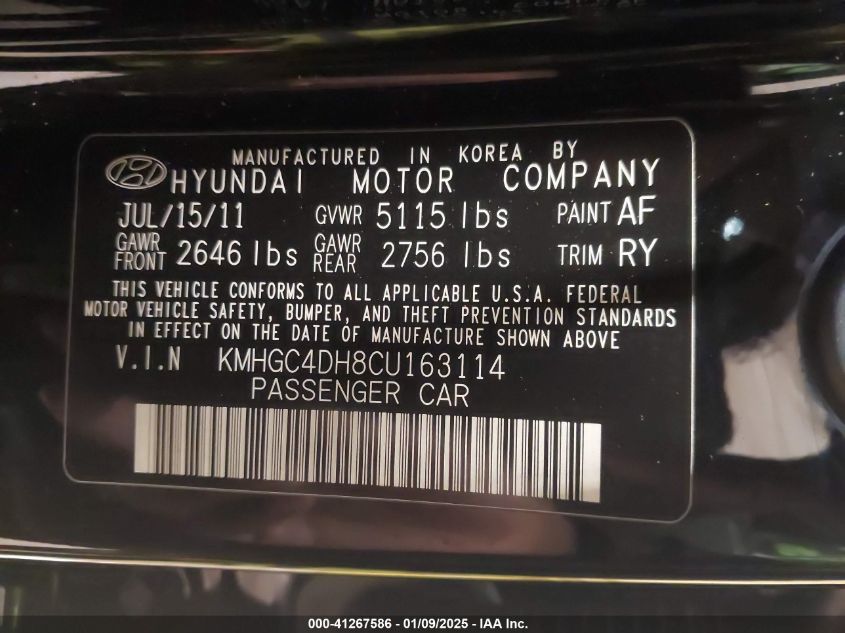 MANUFACTURED IN KOREA BY
HYUNDAI MOTOR COMPANY
JUL/15/11 GVWR 5115 lbs PAINT AF
GAWR FRONT 2646 lbs GAWR REAR 2756 lbs TRIM RY
THIS VEHICLE CONFORMS TO ALL APPLICABLE U.S.A. FEDERAL
MOTOR VEHICLE SAFETY, BUMPER, AND THEFT PREVENTION STANDARDS
IN EFFECT ON THE DATE OF MANUFACTURE SHOWN ABOVE
V.I.N KMHGC4DH8CU163114
PASSENGER CAR
000-41267586 - 01/09/2025 - IAA Inc.